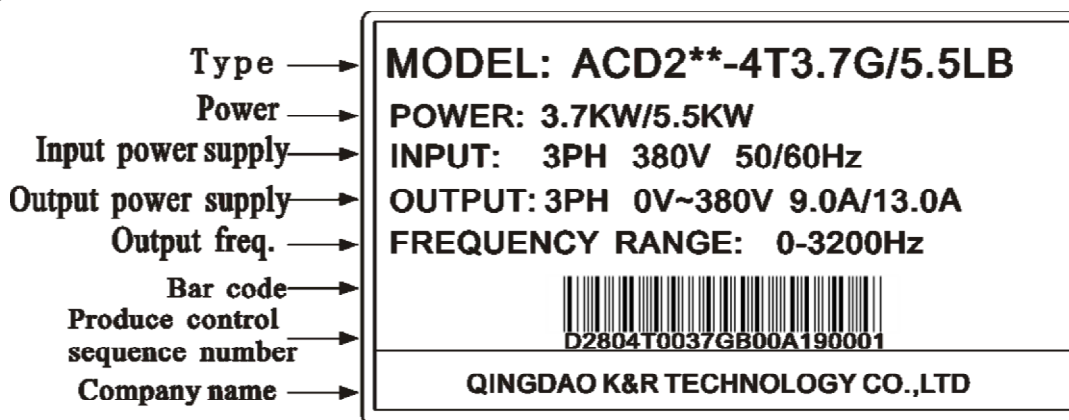 Type
MODEL: ACD2**-4T3.7G/5.5LB
Power
POWER: 3.7KW/5.5KW
Input power supply
INPUT: 3PH 380V 50/60Hz
Output power supply
OUTPUT: 3PH 0V~380V 9.0A/13.0A
Output freq.
FREQUENCY RANGE: 0-3200Hz
Bar code
Produce control
sequence number
D2804T0037GB00A190001
Company name
QINGDAO K&R TECHNOLOGY CO.,LTD